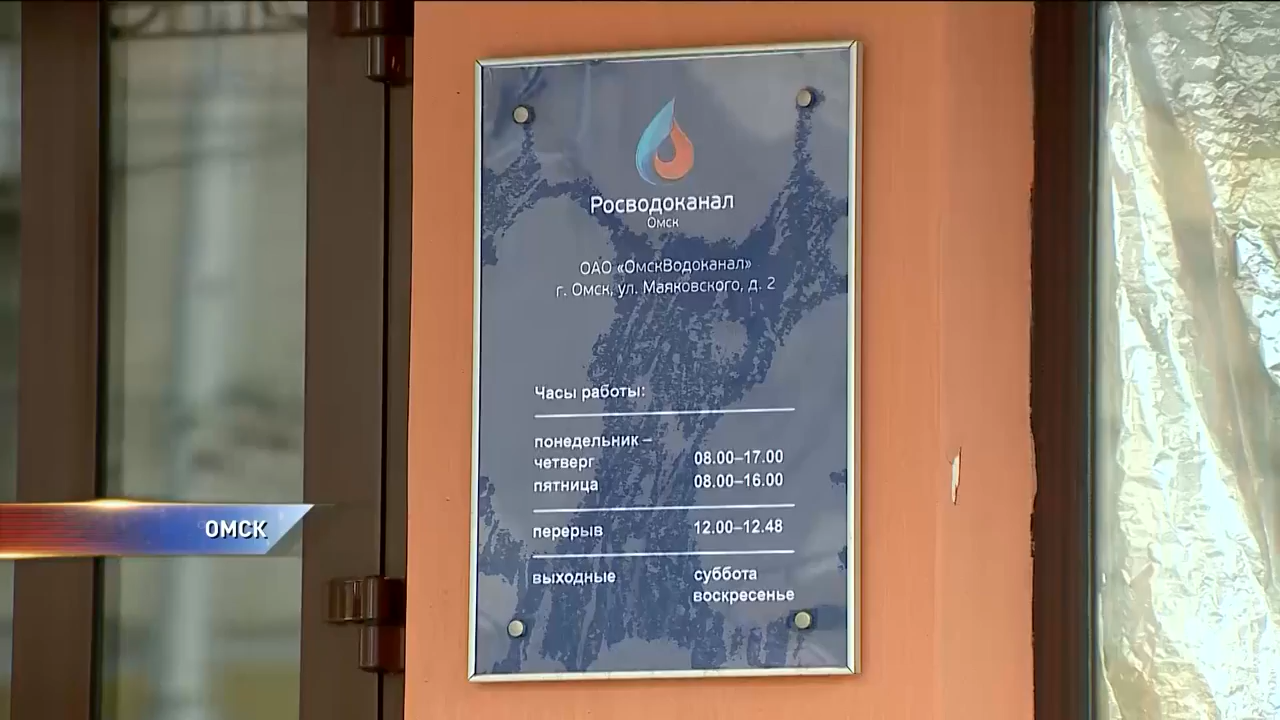 Росводоканал
Омск
ОАО «ОмскВодоканал»
г. Омск, ул. Маяковского, д. 2
Часы работы:
понедельник –
четверг 08.00–17.00
пятница 08.00–16.00
перерыв 12.00–12.48
выходные суббота
воскресенье
ОМСК